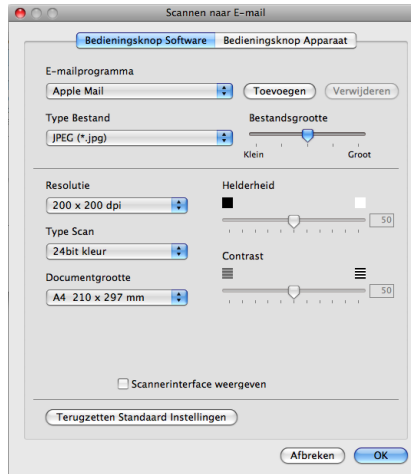 Scannen naar E-mail
Bedieningsknop Software Bedieningsknop Apparaat
E-mailprogramma
Apple Mail Toevoegen Verwijderen
Type Bestand Bestandsgrootte
JPEG (*.jpg)
Klein Groot
Resolutie Helderheid
200 x 200 dpi
50
Type Scan
24bit kleur Contrast
Documentgrootte
A4 210 x 297 mm 50
Scannerinterface weergeven
Terugzetten Standaard Instellingen
Afbreken OK